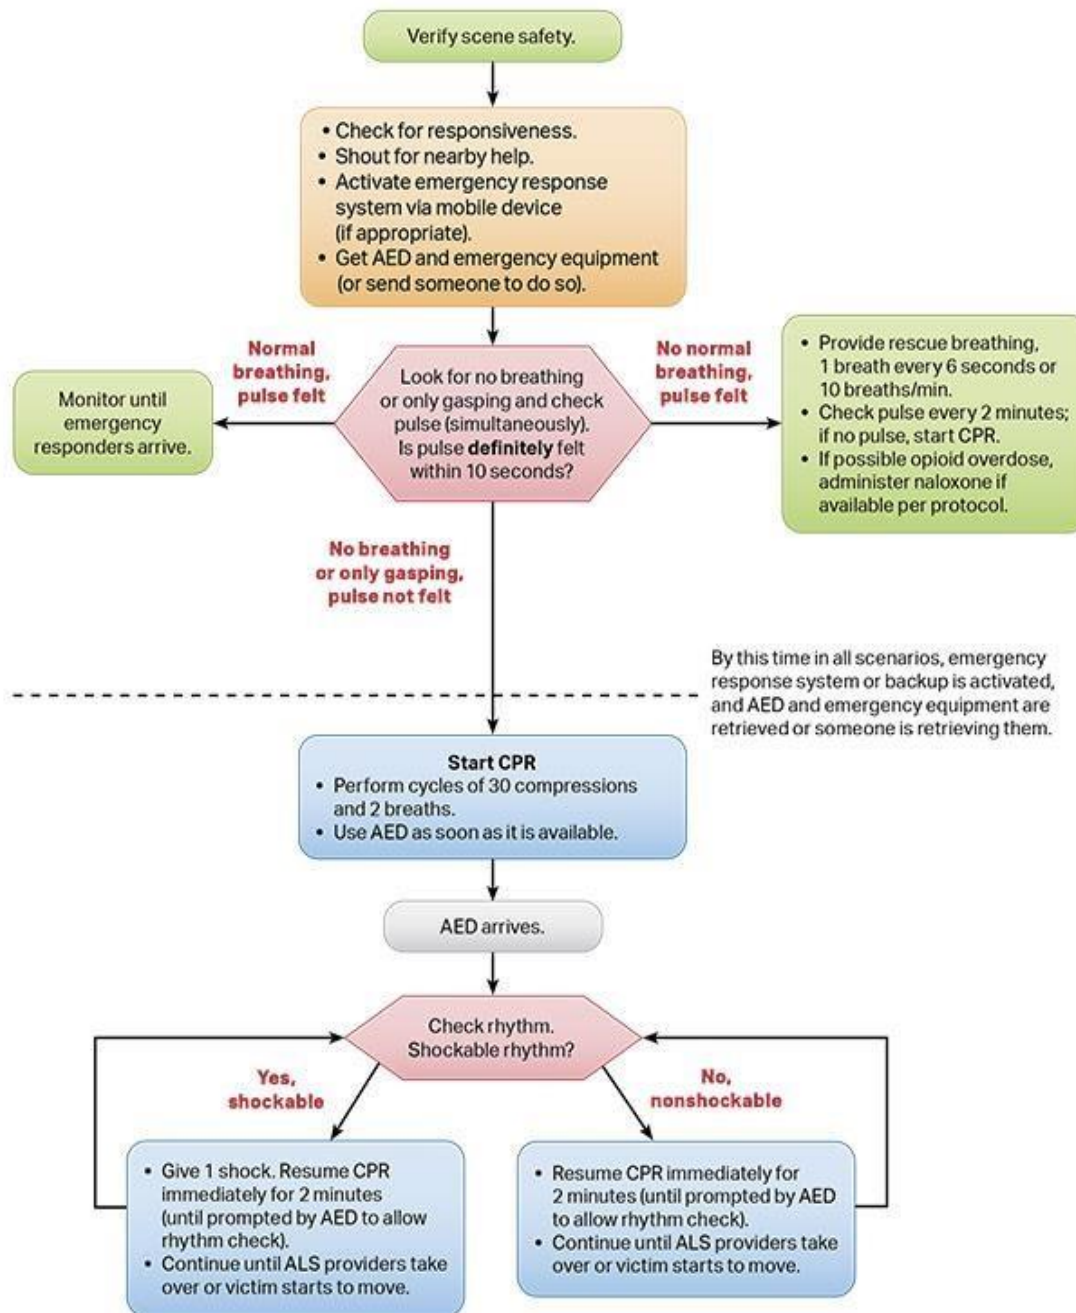 Verify scene safety.
• Check for responsiveness.
• Shout for nearby help.
• Activate emergency response
system via mobile device
(if appropriate).
• Get AED and emergency equipment
(or send someone to do so).
Normal
breathing,
pulse felt
Monitor until
emergency
responders arrive.
Look for no breathing
or only gasping and check
pulse (simultaneously).
Is pulse definitely felt
within 10 seconds?
No normal
breathing,
pulse felt
• Provide rescue breathing,
1 breath every 6 seconds or
10 breaths/min.
• Check pulse every 2 minutes;
if no pulse, start CPR.
• If possible opioid overdose,
administer naloxone if
available per protocol.
No breathing
or only gasping,
pulse not felt
By this time in all scenarios, emergency
response system or backup is activated,
and AED and emergency equipment are
retrieved or someone is retrieving them.
Start CPR
• Perform cycles of 30 compressions
and 2 breaths.
• Use AED as soon as it is available.
AED arrives.
Check rhythm.
Shockable rhythm?
Yes,
shockable
No,
nonshockable
• Give 1 shock. Resume CPR
immediately for 2 minutes
(until prompted by AED to allow
rhythm check).
• Continue until ALS providers take
over or victim starts to move.
• Resume CPR immediately for
2 minutes (until prompted by AED
to allow rhythm check).
• Continue until ALS providers take
over or victim starts to move.